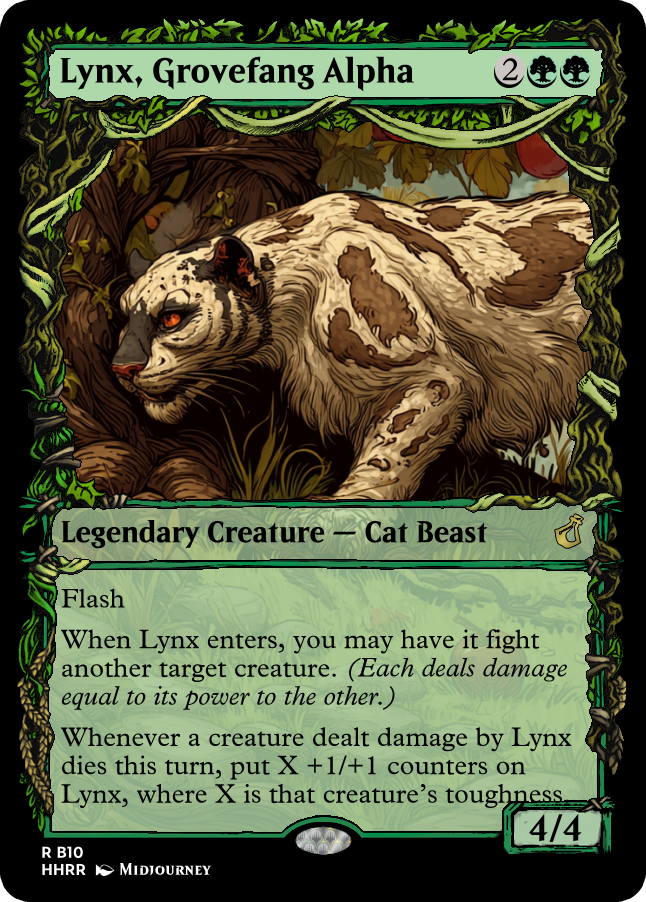 Lynx, Grovefang Alpha 2
Legendary Creature — Cat Beast
Flash
When Lynx enters, you may have it fight
another target creature. (Each deals damage
equal to its power to the other.)
Whenever a creature dealt damage by Lynx
dies this turn, put X +1/+1 counters on
Lynx, where X is that creature's toughness.
4/4
R B10
HHRR MIDJOURNEY